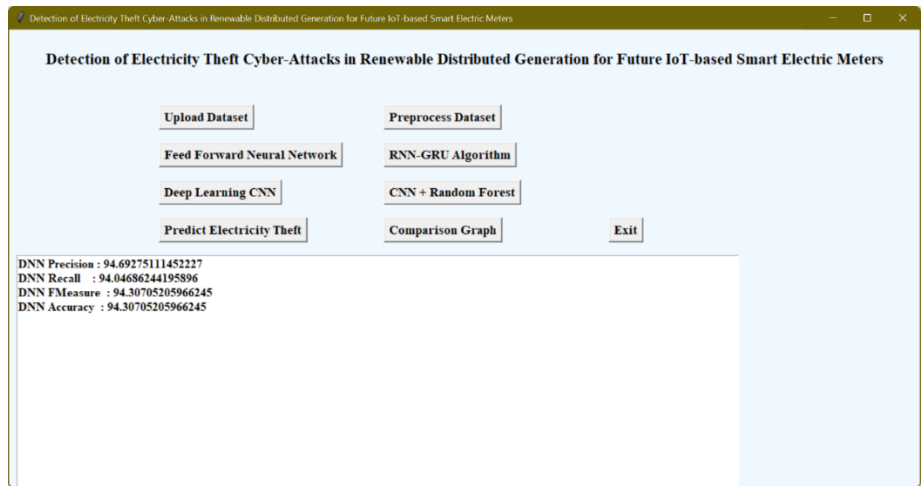 Detection of Electricity Theft Cyber-Attacks in Renewable Distributed Generation for Future IoT-based Smart Electric Meters
Detection of Electricity Theft Cyber-Attacks in Renewable Distributed Generation for Future IoT-based Smart Electric Meters
Upload Dataset
Preprocess Dataset
Feed Forward Neural Network
RNN-GRU Algorithm
Deep Learning CNN
CNN + Random Forest
Predict Electricity Theft
Comparison Graph
Exit
DNN Precision : 94.69275111452227
DNN Recall : 94.04686244195896
DNN FMeasure : 94.30705205966245
DNN Accuracy : 94.30705205966245